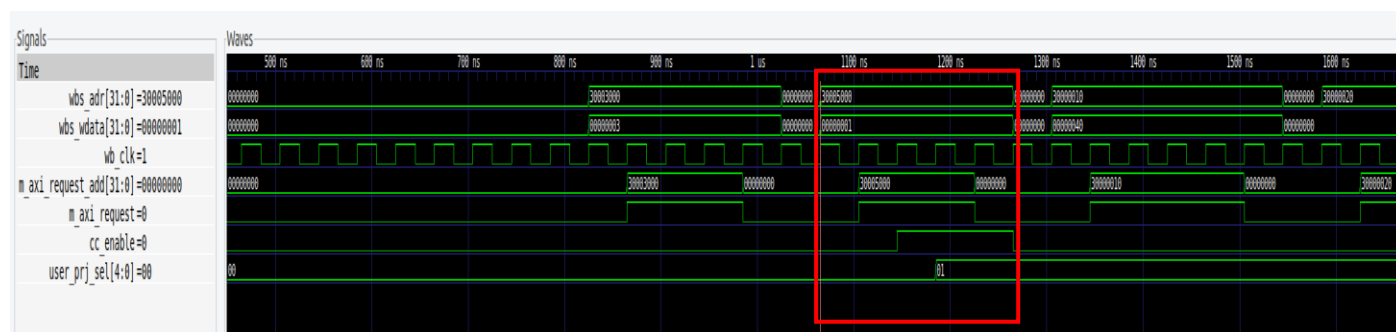 Signals
Waves
Time
500 ns 600 ns 700 ns 800 ns 900 ns 1 us 1100 ns 1200 ns 1300 ns 1400 ns 1500 ns 1600 ns
wbs_adr[31:0]=30005000 00000000 30003000 00000000 30005000 00000000 30000010 00000000 30000020
wbs_wdata[31:0]=00000001 00000000 00000003 00000000 00000001 00000000 00000040 00000000
wb_clk=1
m_axi_request_add[31:0]=00000000 00000000 30003000 00000000 30005000 00000000 30000010 00000000 30000020
m_axi_request=0
cc_enable=0
user_prj_sel[4:0]=00 00 01